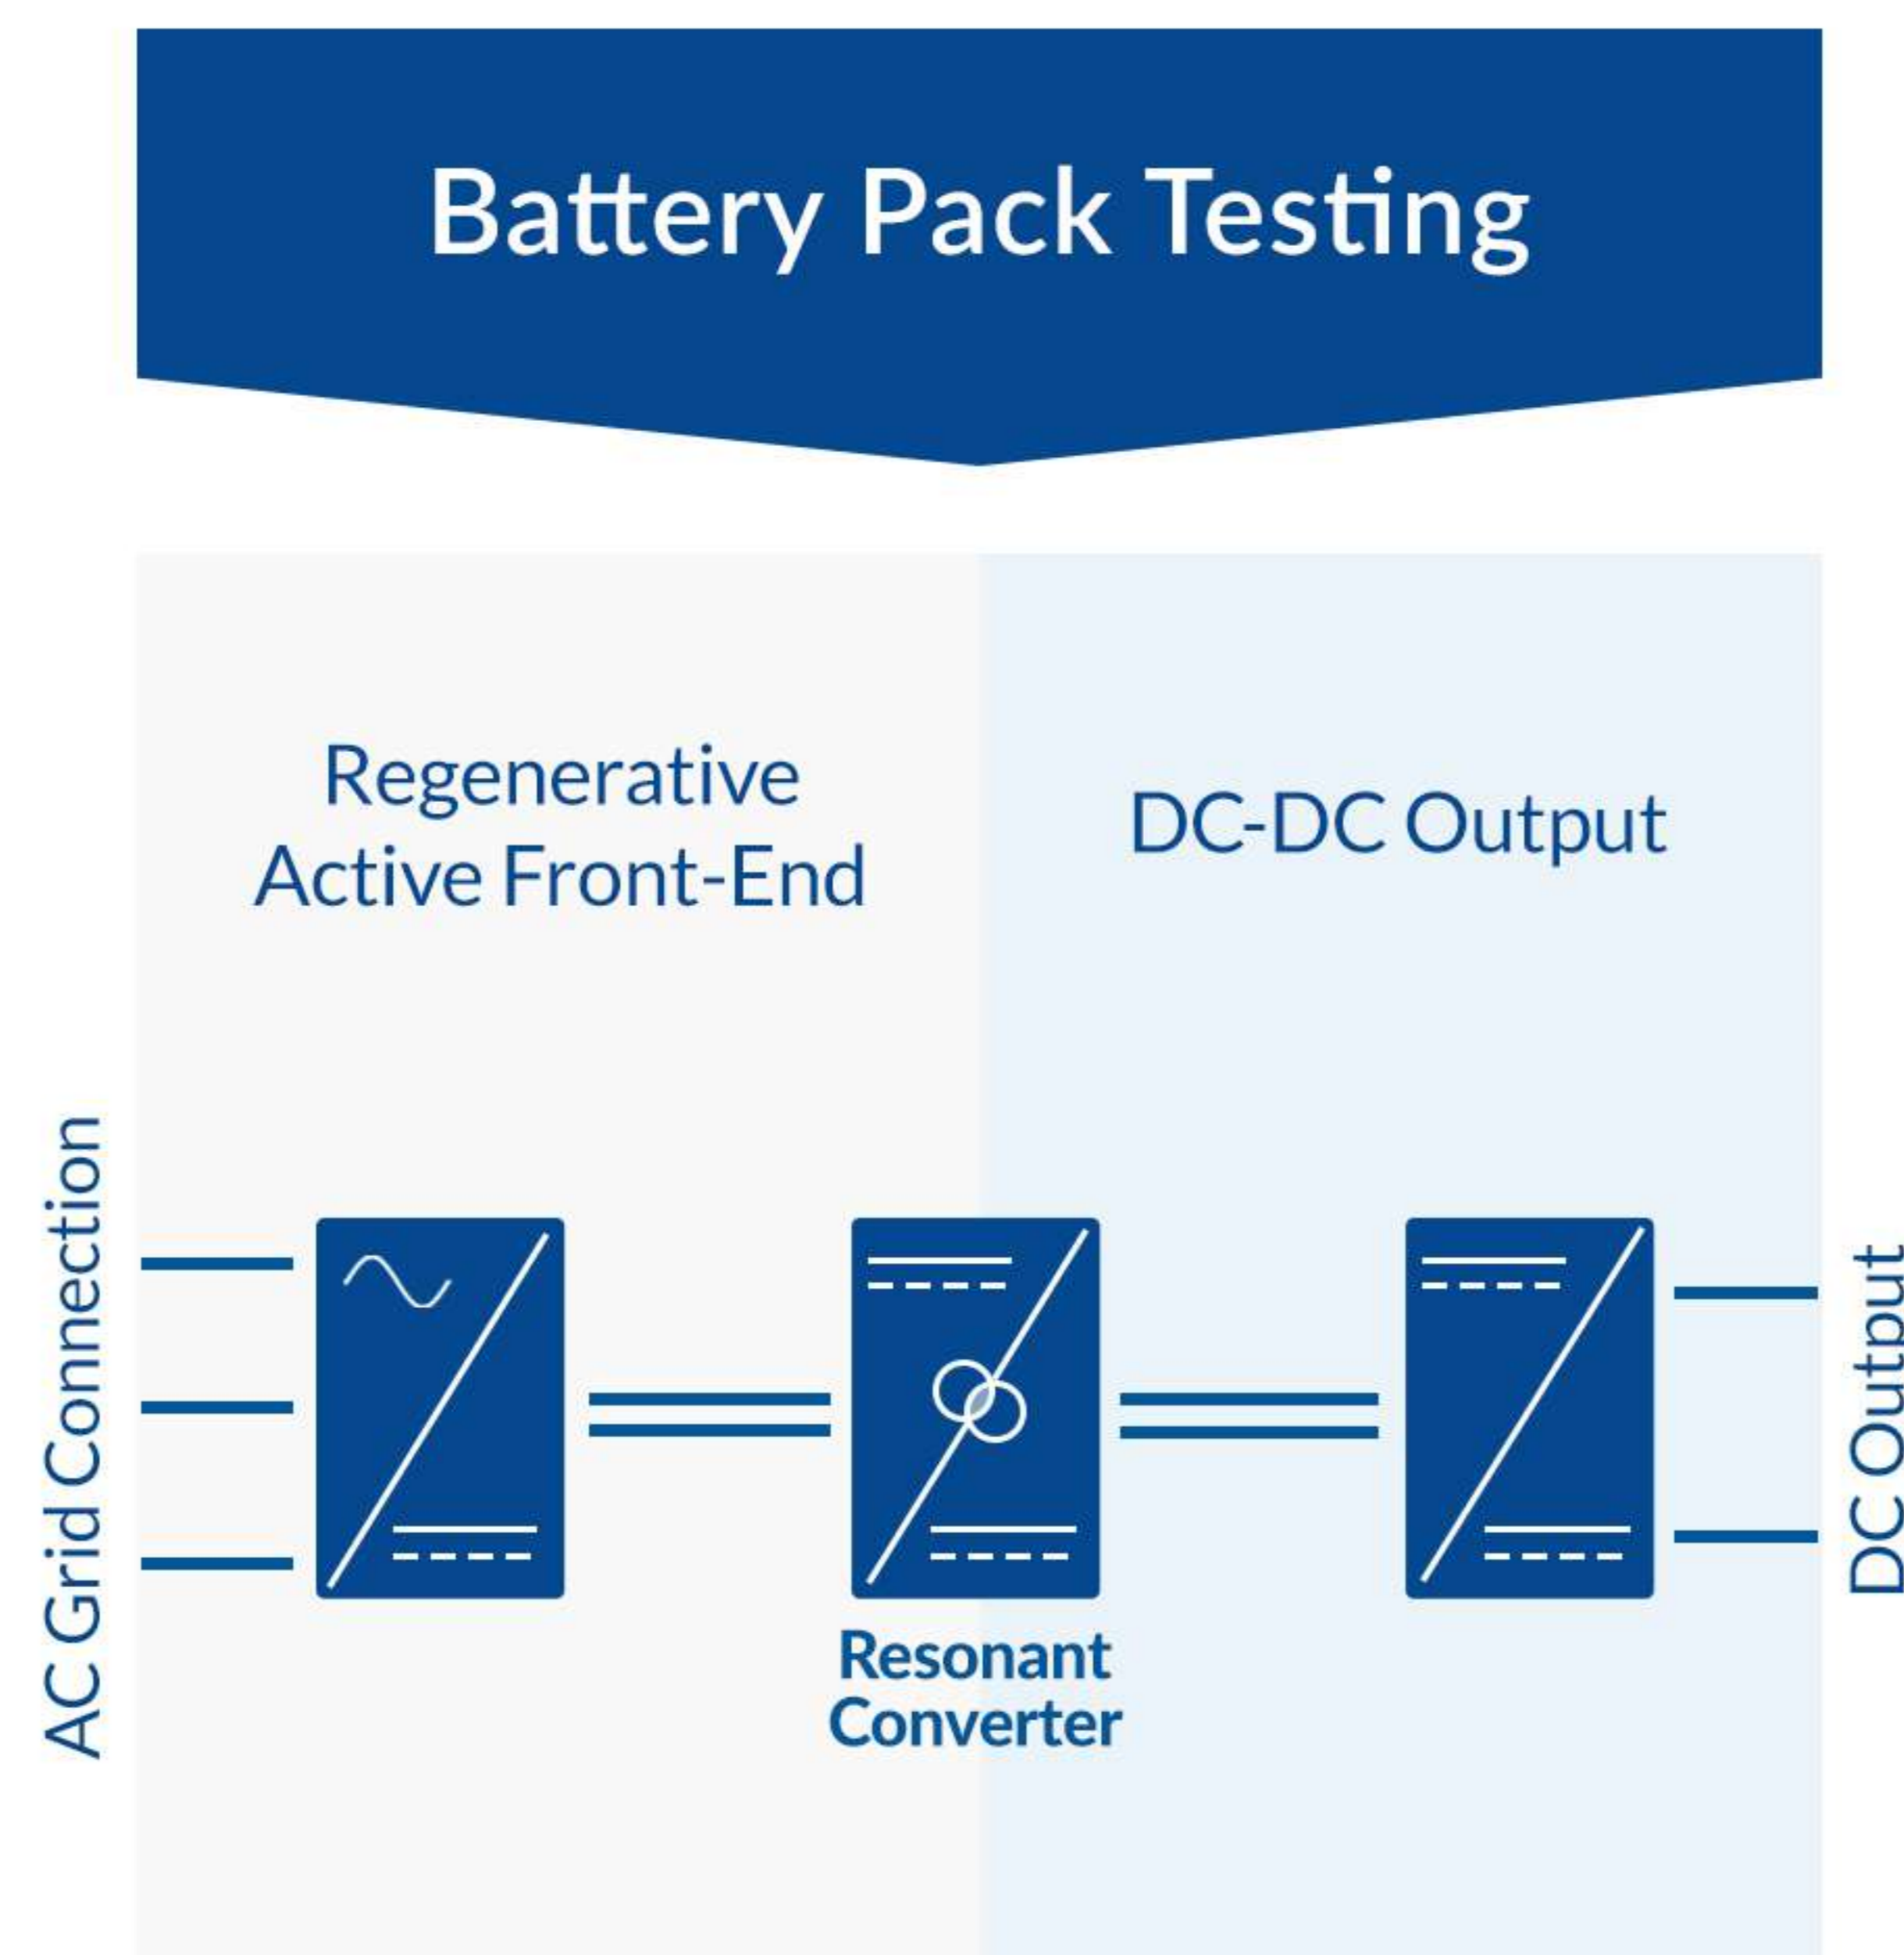 Battery Pack Testing
Regenerative
Active Front-End
DC-DC Output
AC Grid Connection
DC Output
Resonant
Converter